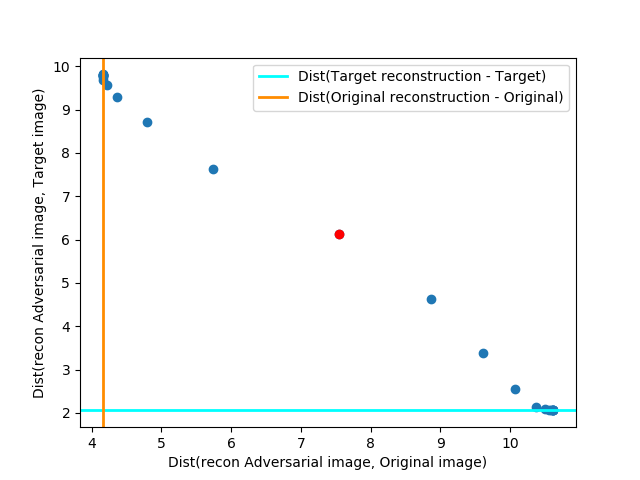 10
9
8
7
6
5
4
3
2
Dist(recon Adversarial image, Target image)
Dist(Target reconstruction - Target)
Dist(Original reconstruction - Original)
4 5 6 7 8 9 10
Dist(recon Adversarial image, Original image)